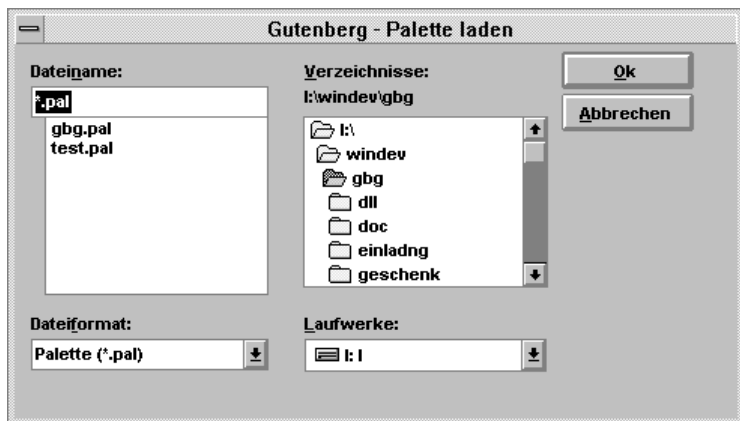 Gutenberg - Palette laden
Dateiname:
*.pal
gbg.pal
test.pal
Verzeichnisse:
l:\windev\gbg
l:\
windev
gbg
dll
doc
einladng
geschenk
Ok
Abbrechen
Dateiformat:
Palette (*.pal)
Laufwerke:
l: l